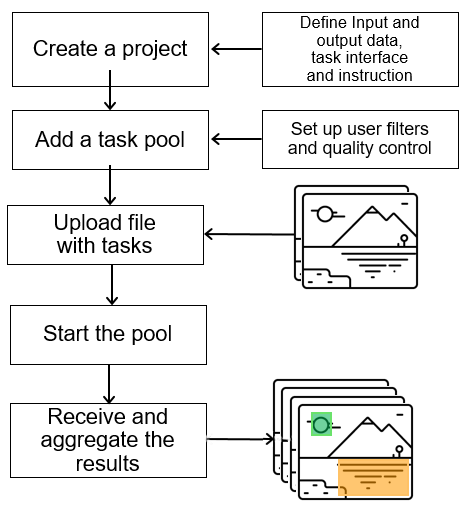 Create a project
Define Input and
output data,
task interface
and instruction
Add a task pool
Set up user filters
and quality control
Upload file
with tasks
Start the pool
Receive and
aggregate the
results